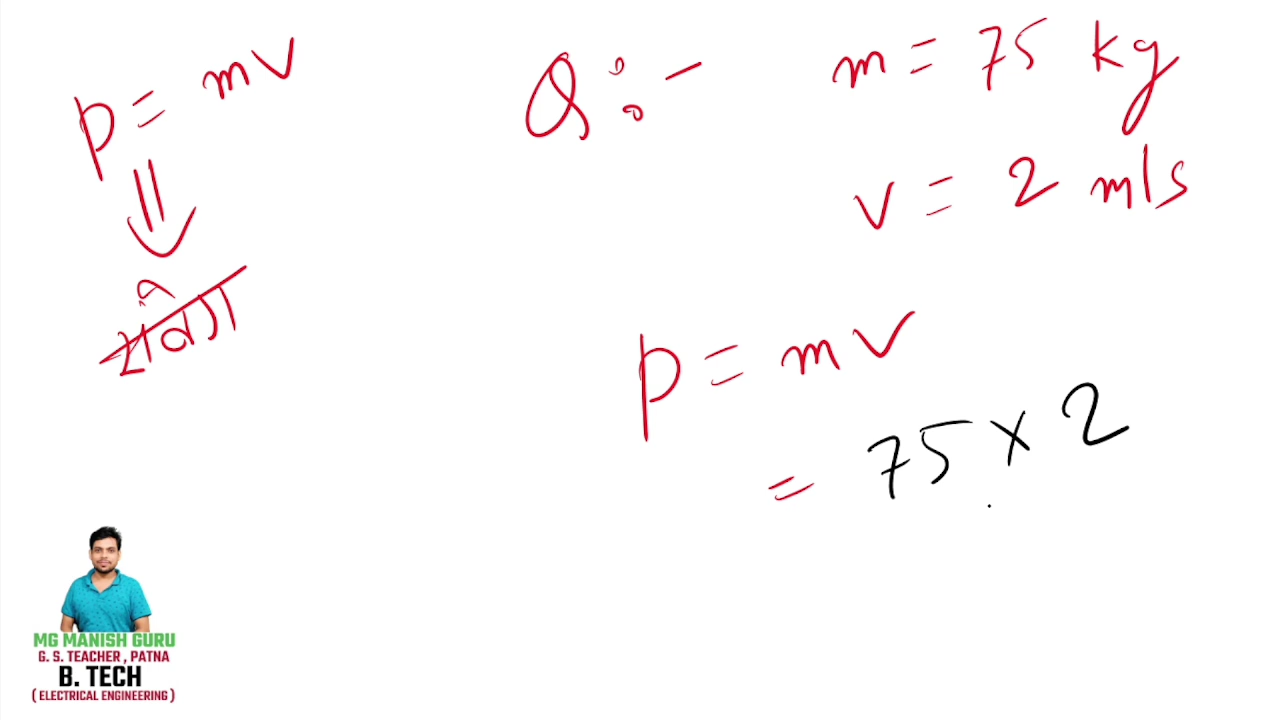 p = mv
संवेग
Q:-
m = 75 kg
v = 2 m/s
p = mv
= 75 × 2
MG MANISH GURU
G. S. TEACHER , PATNA
B. TECH
( ELECTRICAL ENGINEERING )